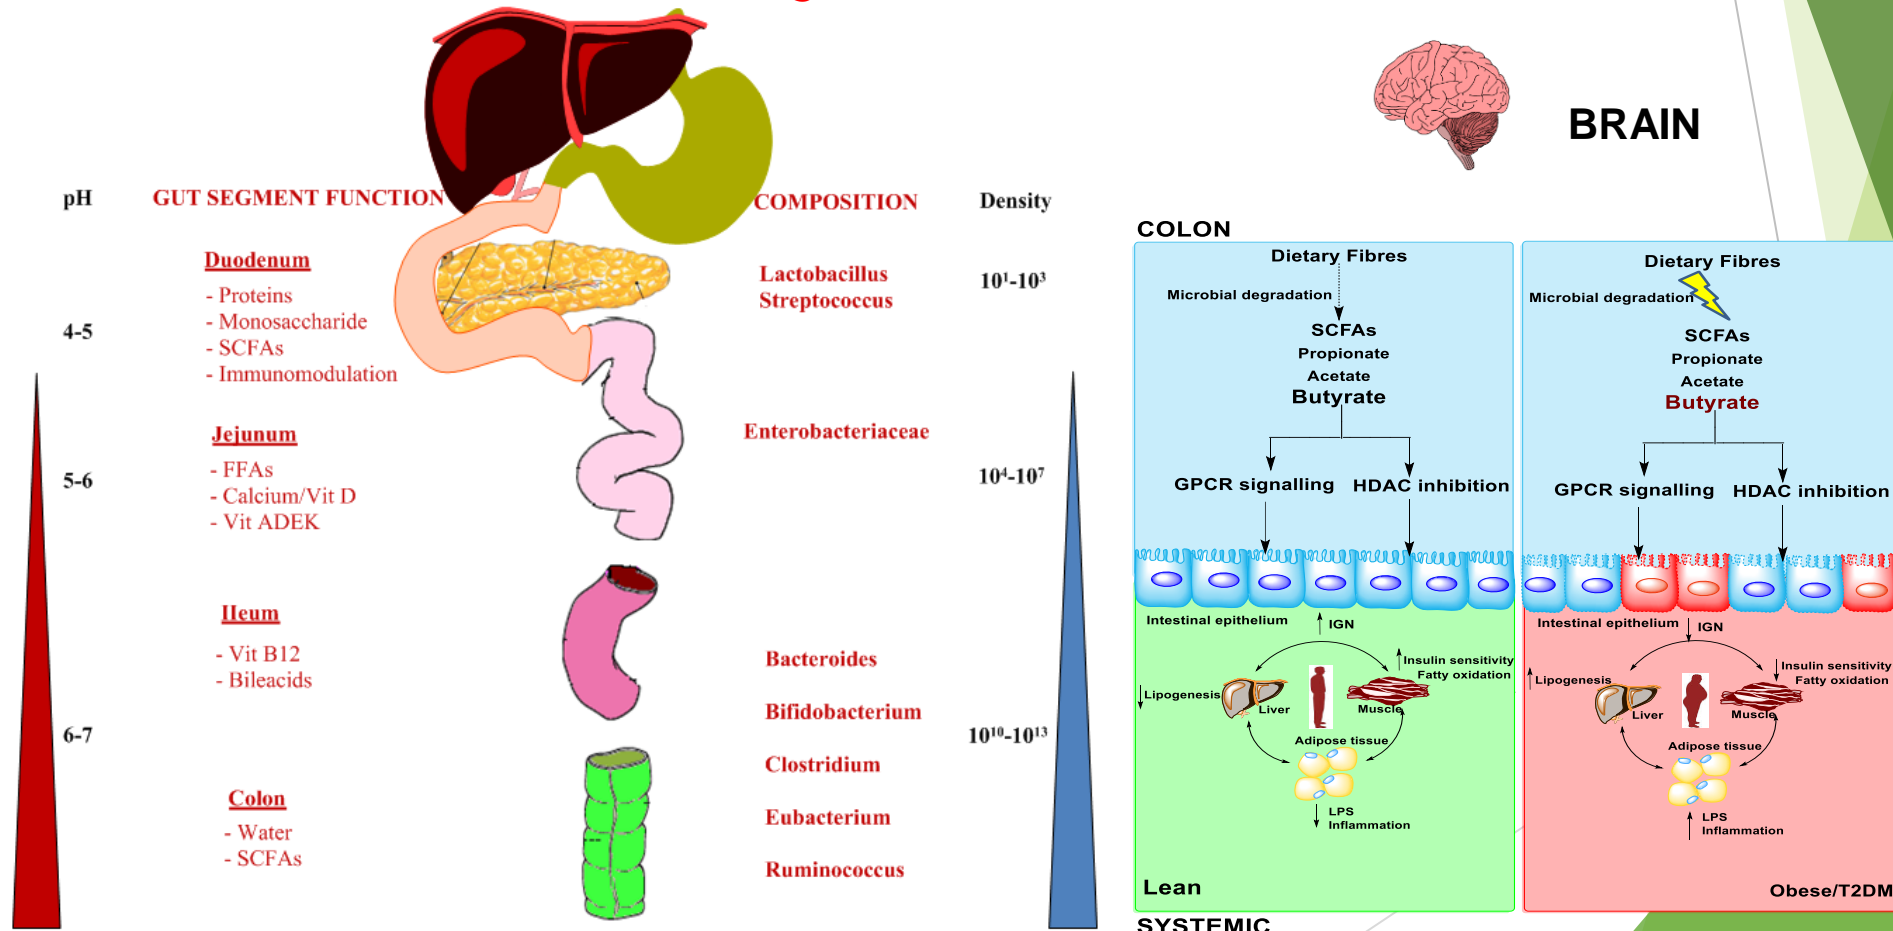 pH
GUT SEGMENT FUNCTION
COMPOSITION
Density
Duodenum
- Proteins
- Monosaccharide
- SCFAs
- Immunomodulation
4-5
Lactobacillus
Streptococcus
10¹-10³
Jejunum
- FFAs
- Calcium/Vit D
- Vit ADEK
5-6
Enterobacteriaceae
10⁴-10⁷
Ileum
- Vit B12
- Bileacids
6-7
Colon
- Water
- SCFAs
Bacteroides
Bifidobacterium
Clostridium
Eubacterium
Ruminococcus
10¹⁰-10¹³
BRAIN
COLON
Dietary Fibres
Microbial degradation
SCFAs
Propionate
Acetate
Butyrate
GPCR signalling
HDAC inhibition
Intestinal epithelium
IGN
Insulin sensitivity
Fatty oxidation
Lipogenesis
Liver
Muscle
Adipose tissue
LPS
Inflammation
Lean
Dietary Fibres
Microbial degradation
SCFAs
Propionate
Acetate
Butyrate
GPCR signalling
HDAC inhibition
Intestinal epithelium
IGN
Insulin sensitivity
Fatty oxidation
Lipogenesis
Liver
Muscle
Adipose tissue
LPS
Inflammation
Obese/T2DM
SYSTEMIC